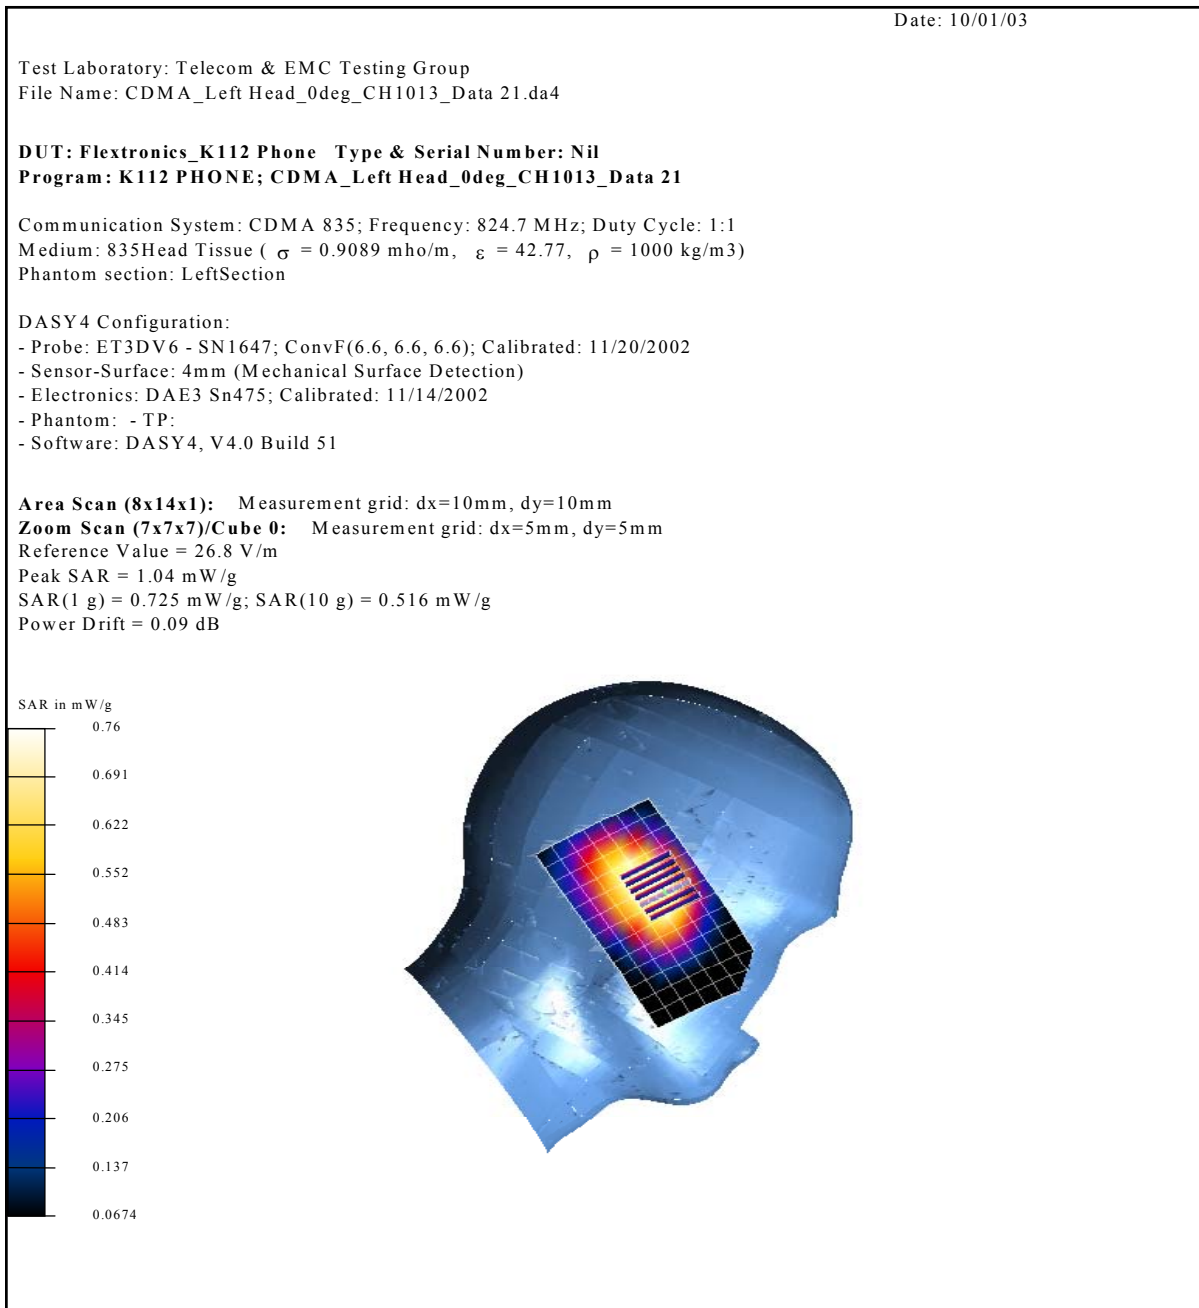 Date: 10/01/03
Test Laboratory: Telecom & EMC Testing Group
File Name: CDMA_Left Head_0deg_CH1013_Data 21.da4
DUT: Flextronics_K112 Phone Type & Serial Number: Nil
Program: K112 PHONE; CDMA_Left Head_0deg_CH1013_Data 21
Communication System: CDMA 835; Frequency: 824.7 MHz; Duty Cycle: 1:1
Medium: 835Head Tissue ( σ = 0.9089 mho/m, ε = 42.77, ρ = 1000 kg/m3)
Phantom section: LeftSection
DASY4 Configuration:
- Probe: ET3DV6 - SN1647; ConvF(6.6, 6.6, 6.6); Calibrated: 11/20/2002
- Sensor-Surface: 4mm (Mechanical Surface Detection)
- Electronics: DAE3 Sn475; Calibrated: 11/14/2002
- Phantom: - TP:
- Software: DASY4, V4.0 Build 51
Area Scan (8x14x1): Measurement grid: dx=10mm, dy=10mm
Zoom Scan (7x7x7)/Cube 0: Measurement grid: dx=5mm, dy=5mm
Reference Value = 26.8 V/m
Peak SAR = 1.04 mW/g
SAR(1 g) = 0.725 mW/g; SAR(10 g) = 0.516 mW/g
Power Drift = 0.09 dB
SAR in mW/g
0.76
0.691
0.622
0.552
0.483
0.414
0.345
0.275
0.206
0.137
0.0674